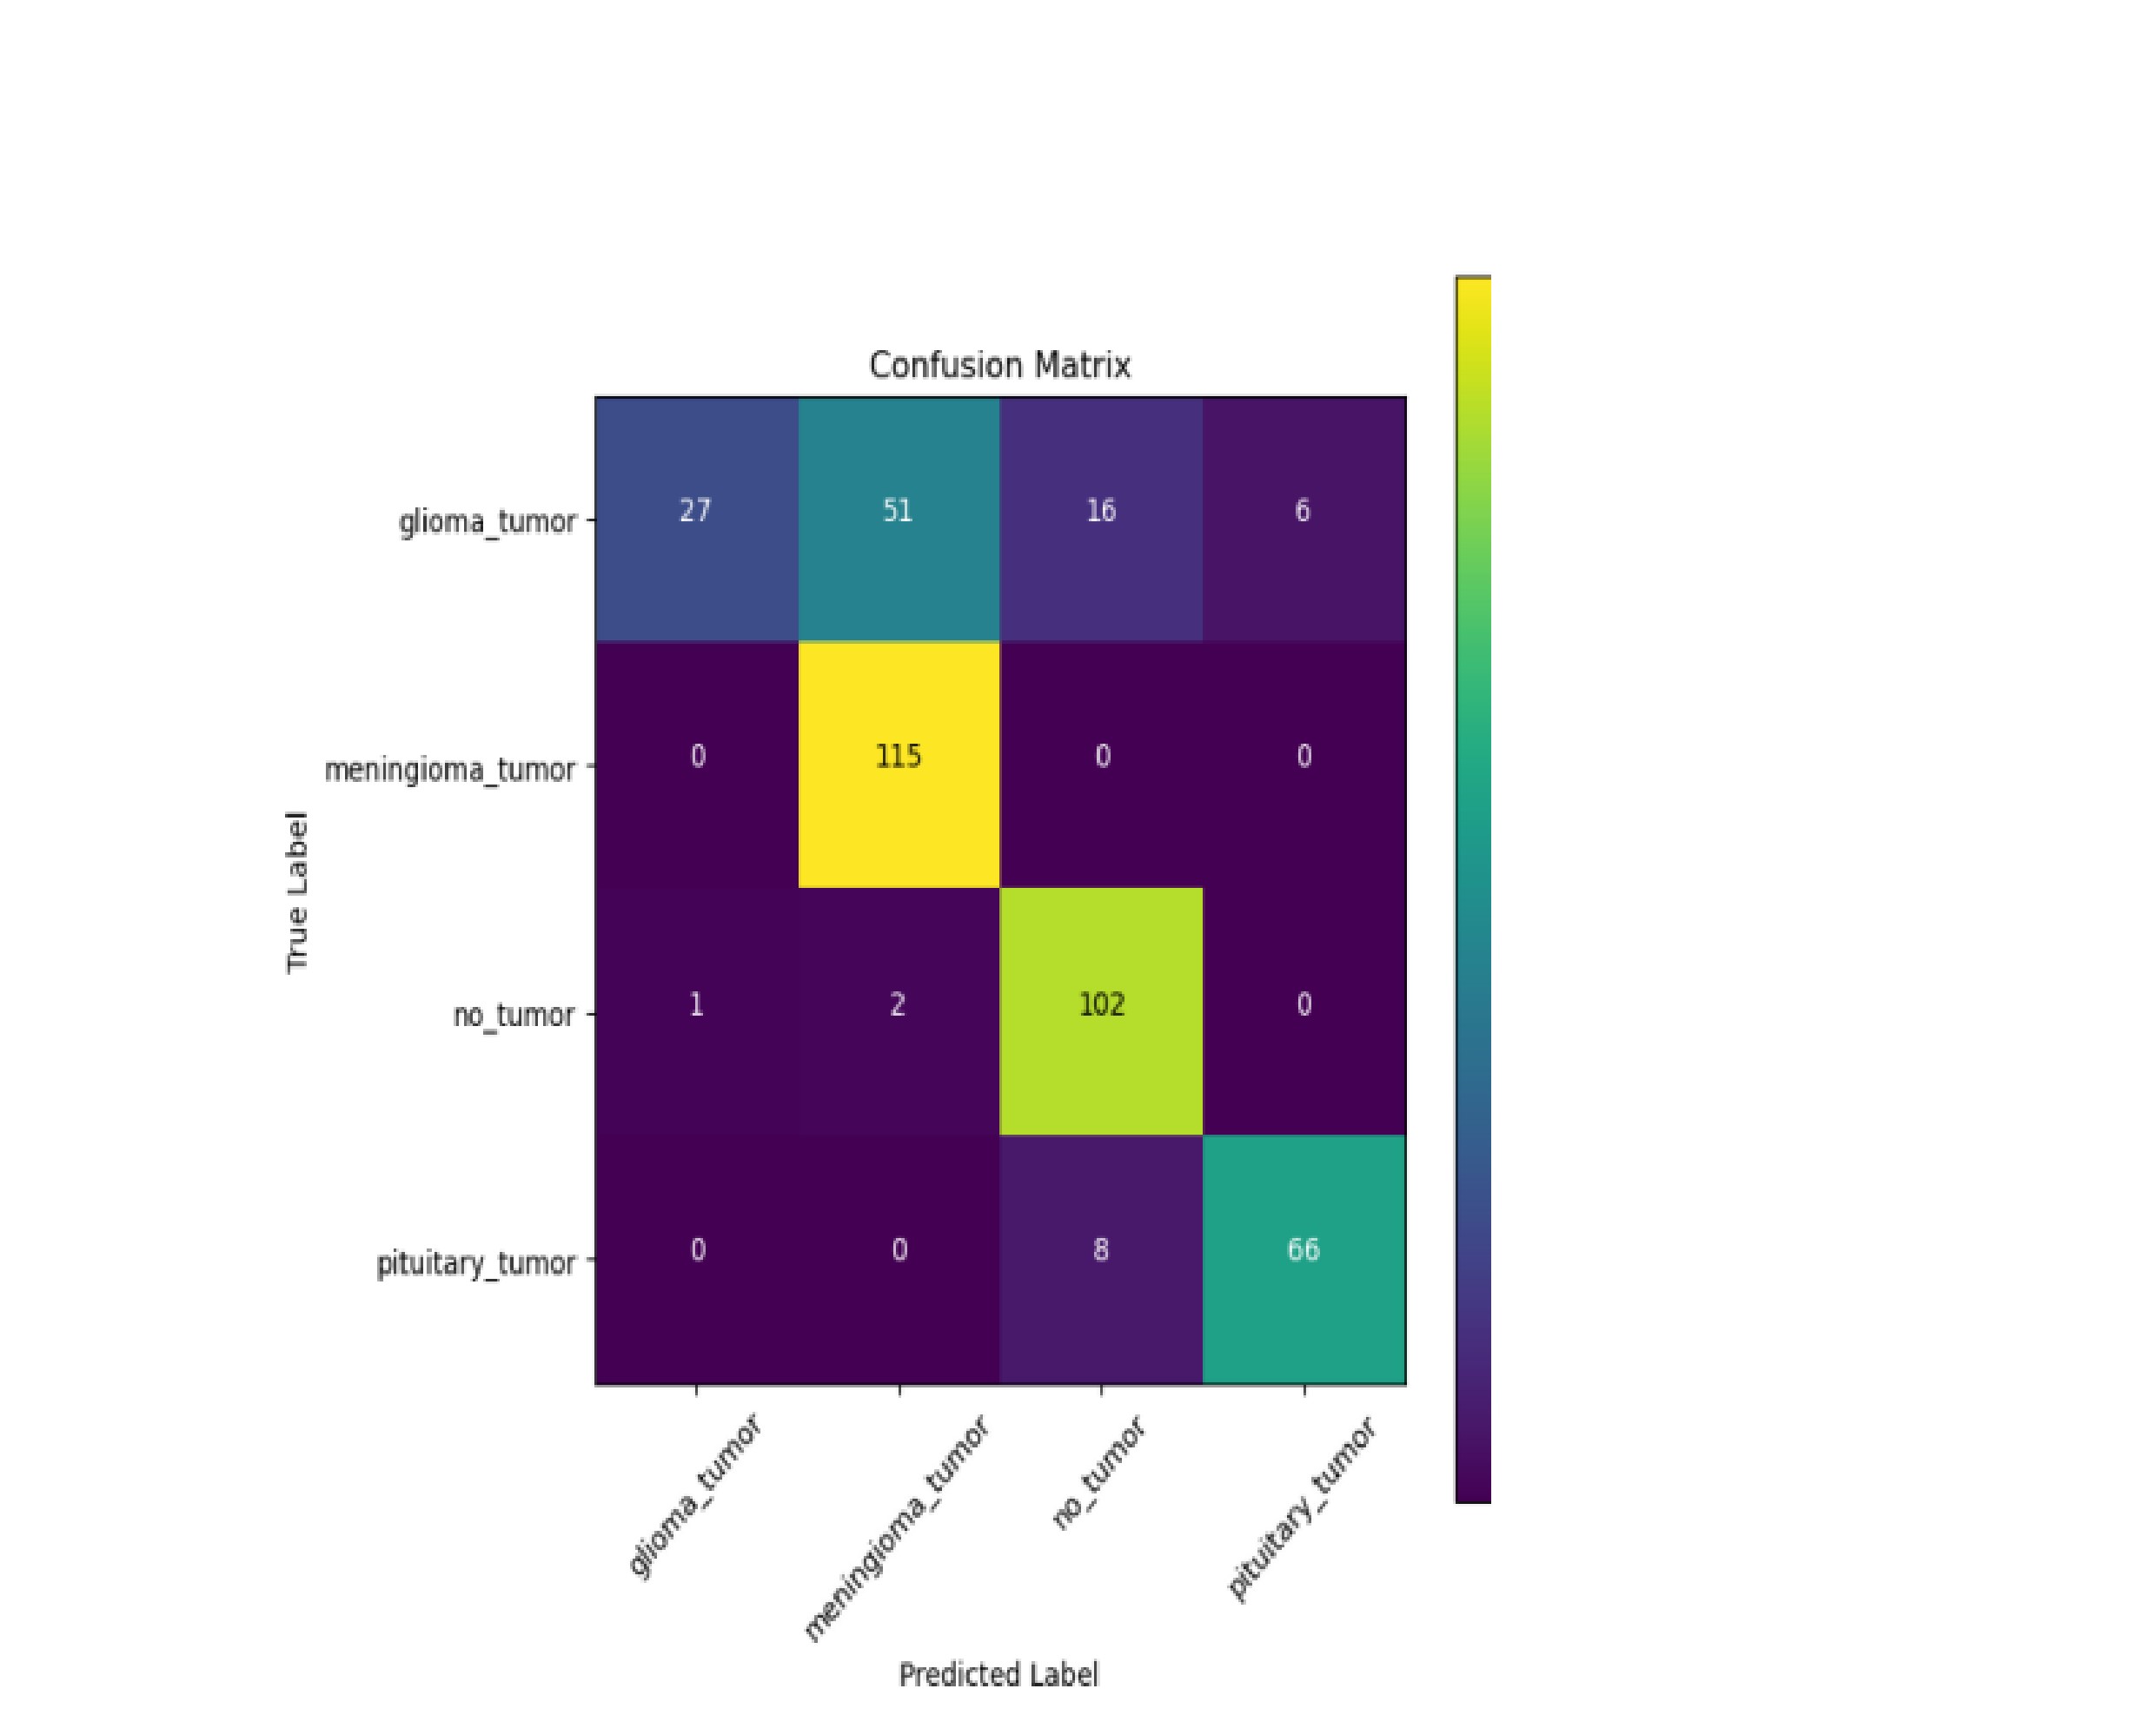 Confusion Matrix
glioma_tumor 27 51 16 6
meningioma_tumor 0 115 0 0
no_tumor 1 2 102 0
pituitary_tumor 0 0 8 66
True Label
glioma_tumor meningioma_tumor no_tumor pituitary_tumor
Predicted Label